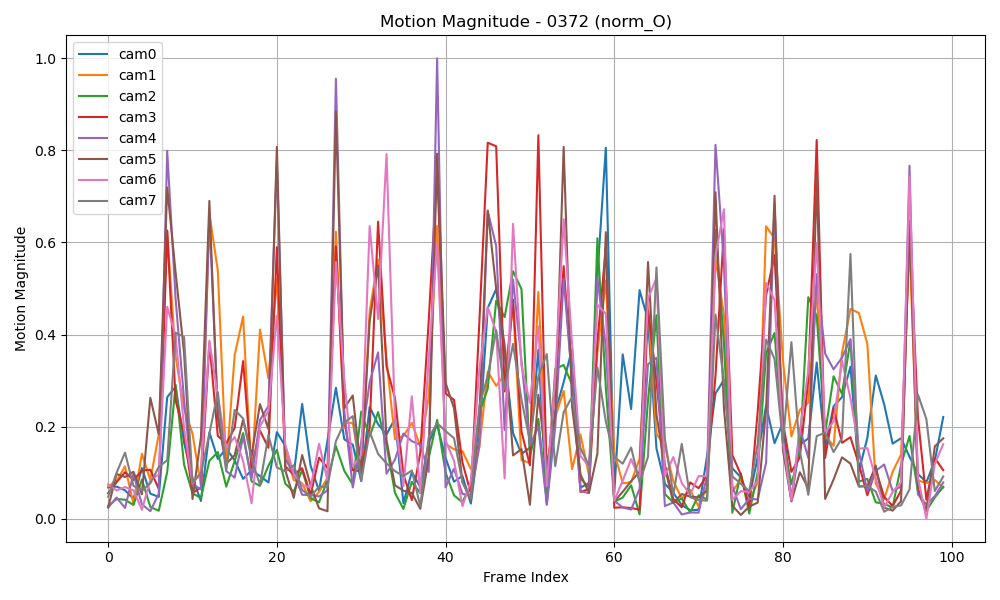 Motion Magnitude - 0372 (norm_O)
cam0
cam1
cam2
cam3
cam4
cam5
cam6
cam7
Motion Magnitude
1.0
0.8
0.6
0.4
0.2
0.0
0 20 40 60 80 100
Frame Index